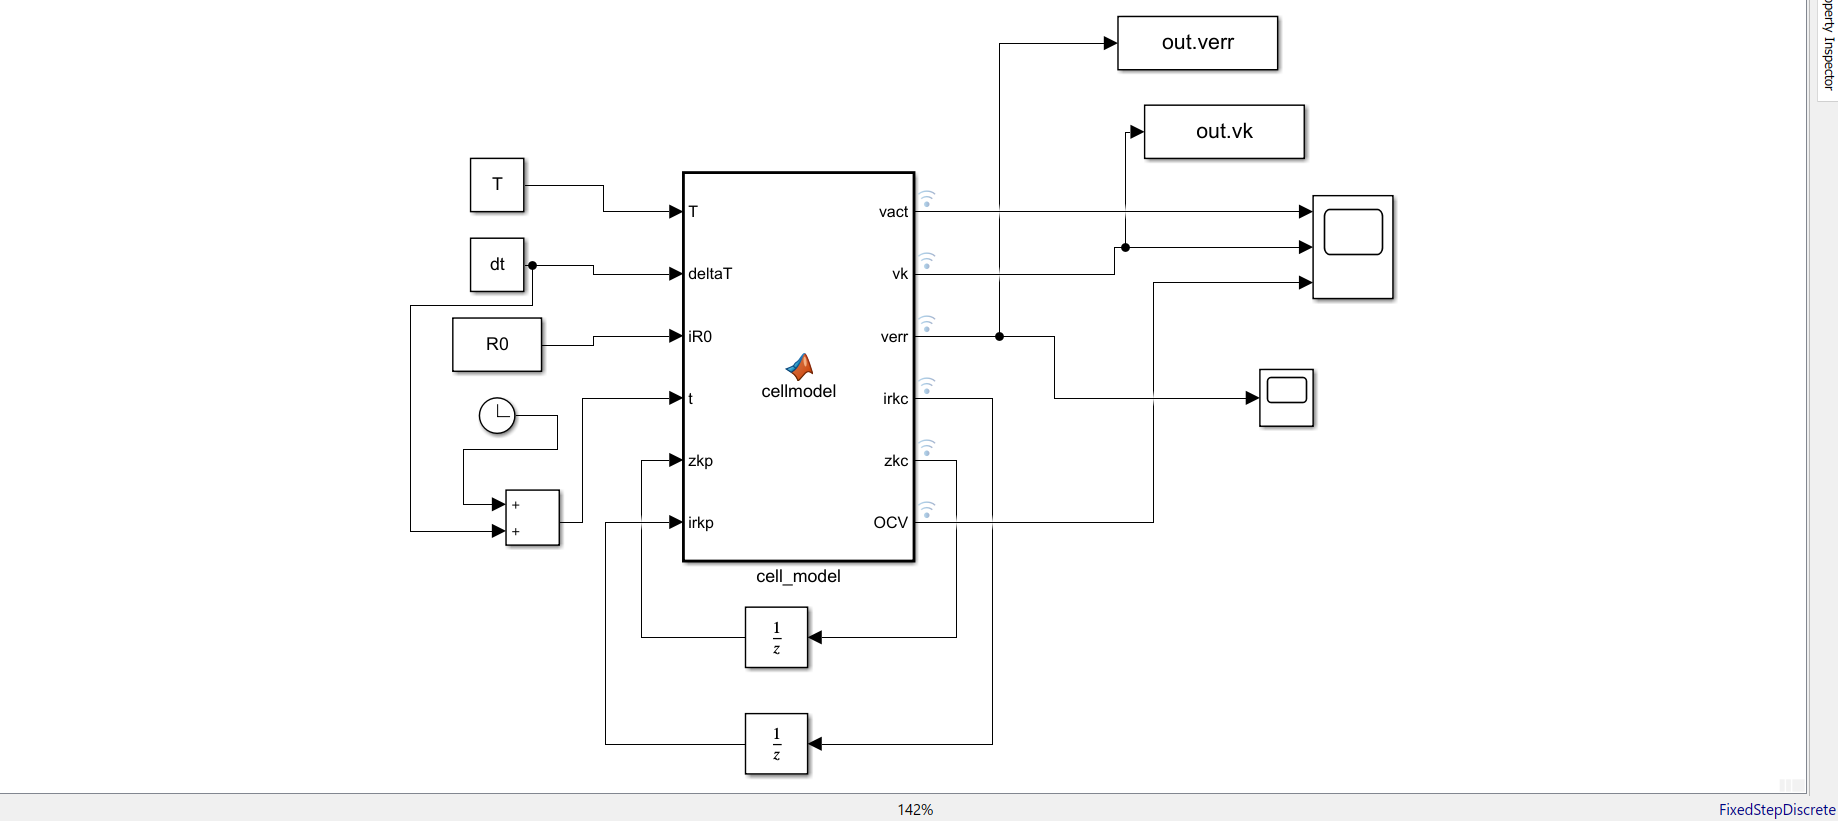 operty Inspector
out.verr
out.vk
T
dt
R0
+
+
T
deltaT
iR0
t
zkp
irkp
cellmodel
vact
vk
verr
irkc
zkc
OCV
cell_model
1
z
1
z
142%
FixedStepDiscrete